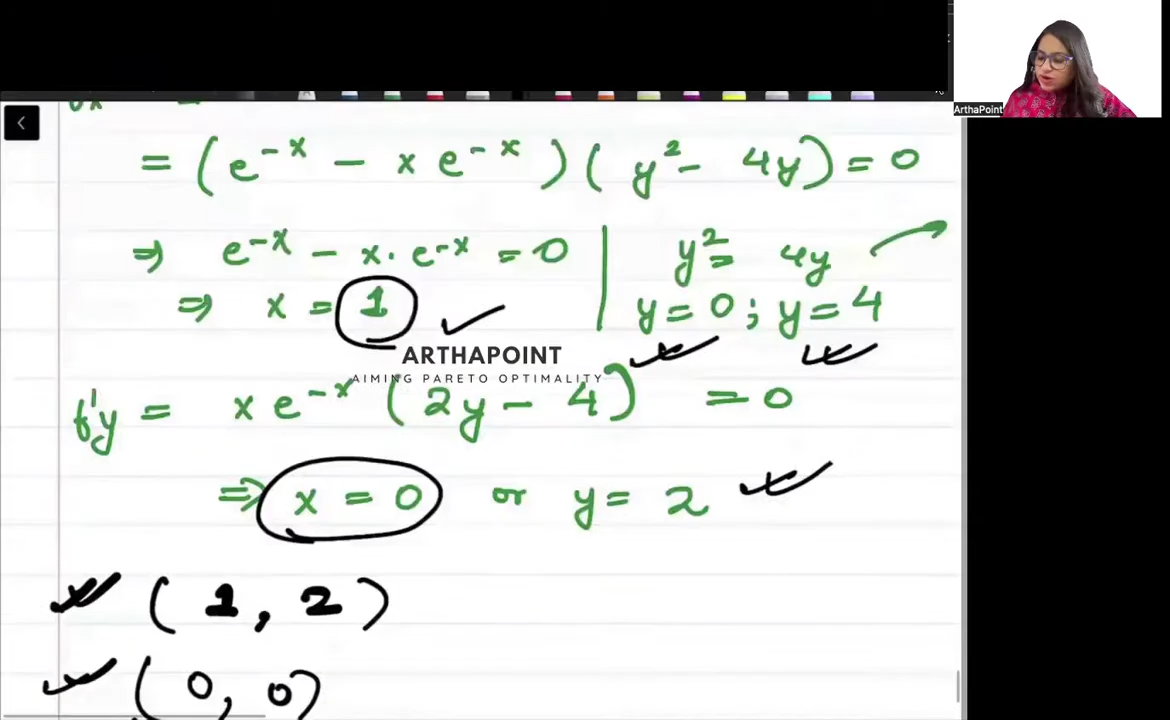 ArthaPoint
= (e^{-x} - x e^{-x}) (y² - 4y) = 0
⇒ e^{-x} - x. e^{-x} = 0 | y² = 4y
⇒ x = 1 y = 0 ; y = 4
ARTHAPOINT
AIMING PARETO OPTIMALITY
f'y = x e^{-x} (2y - 4) = 0
⇒ x = 0 or y = 2
(1, 2)
(0, 0)